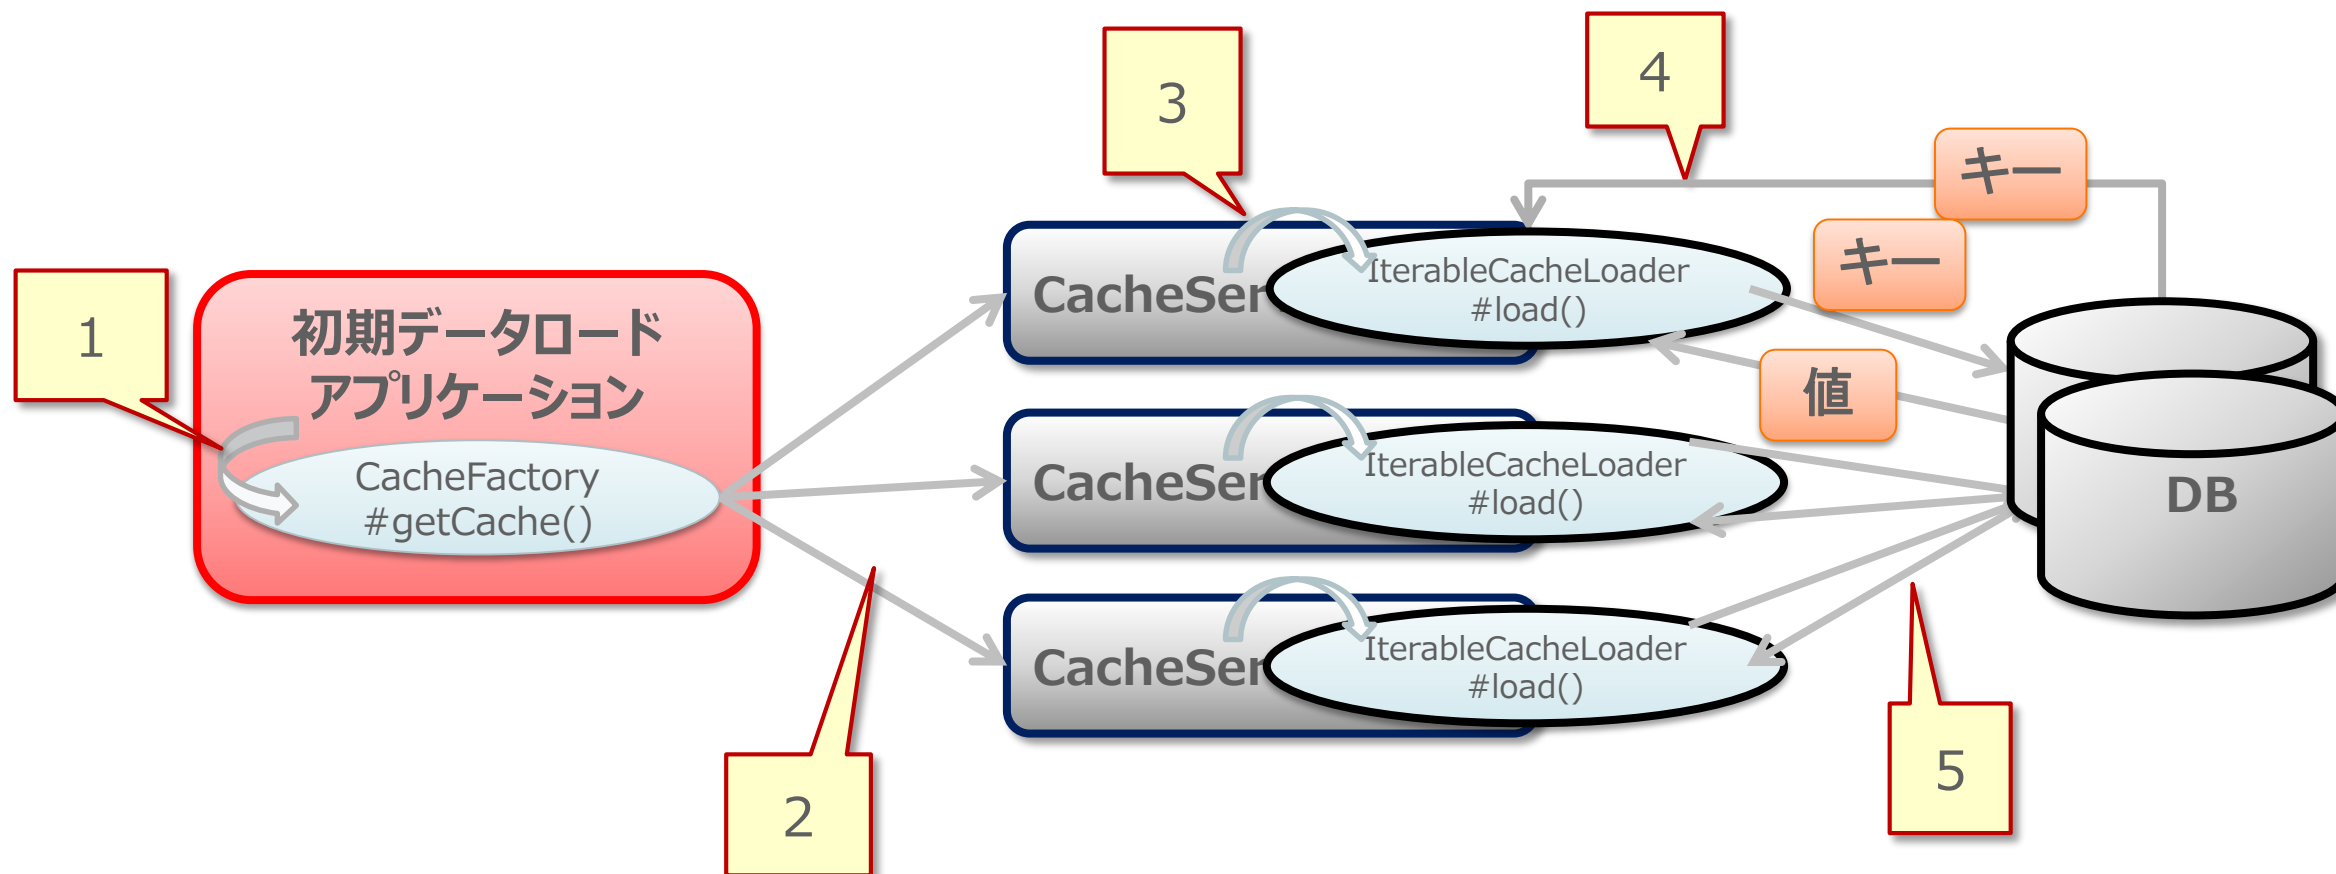 1
初期データロード
アプリケーション
CacheFactory
#getCache()
2
3
4
キー
キー
値
CacheSer
IterableCacheLoader
#load()
CacheSer
IterableCacheLoader
#load()
CacheSer
IterableCacheLoader
#load()
DB
5